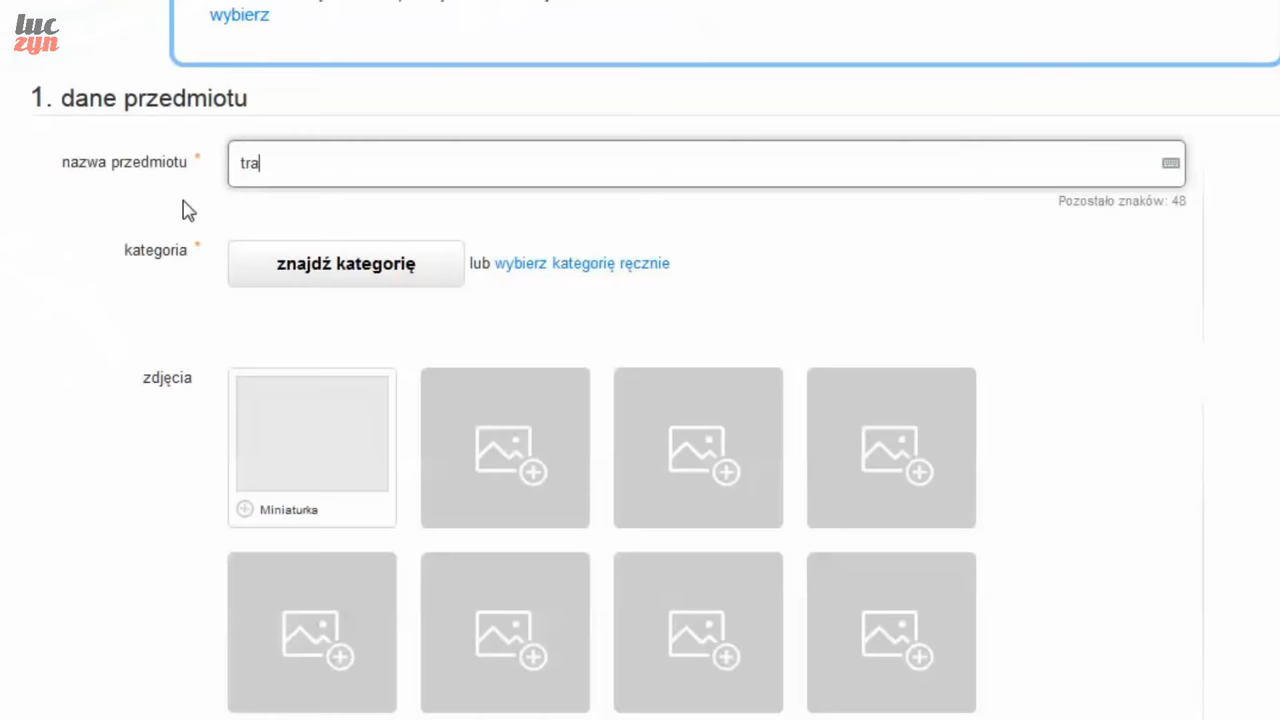 luc
zyn
wybierz
1. dane przedmiotu
nazwa przedmiotu *
tra
Pozostało znaków: 48
kategoria *
znajdź kategorię lub wybierz kategorię ręcznie
zdjęcia
Miniaturka